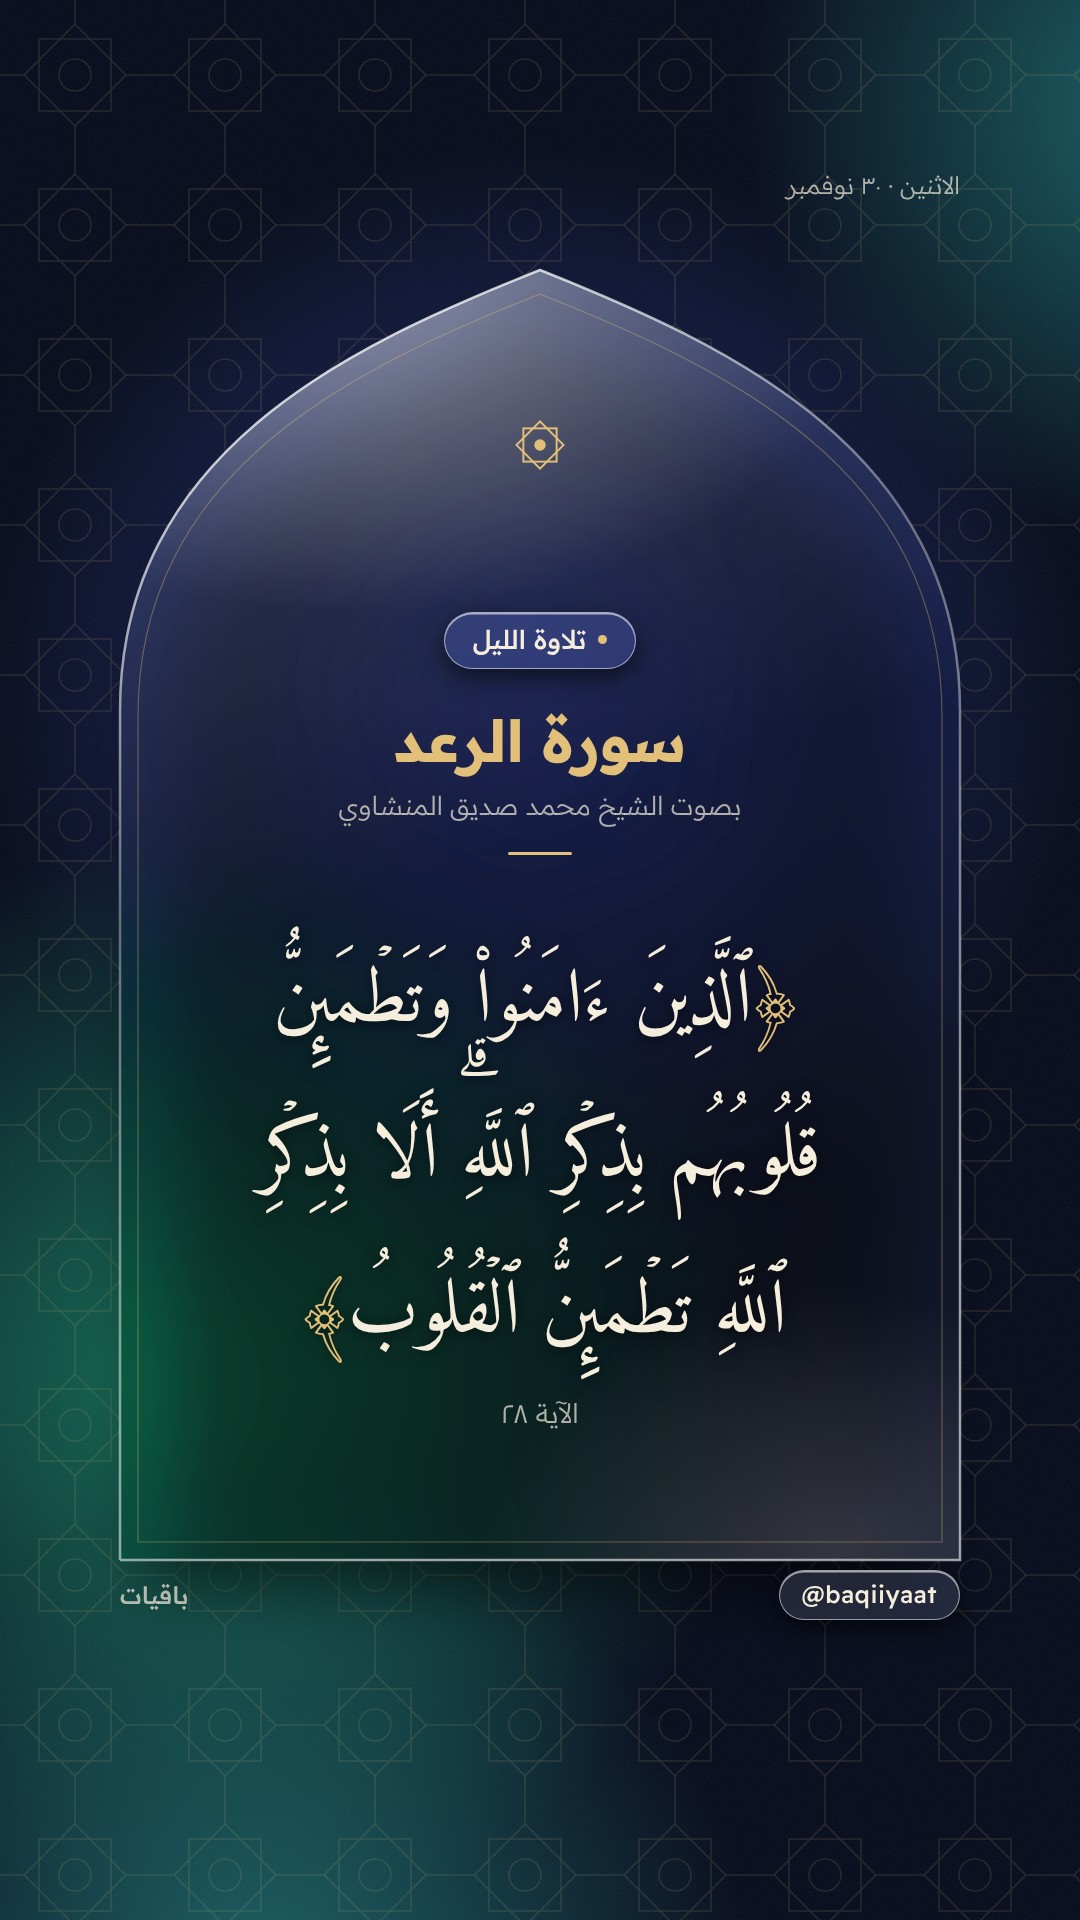 الاثنين · ٣٠ نوفمبر
تلاوة الليل
سورة الرعد
بصوت الشيخ محمد صديق المنشاوي
﴿ٱلَّذِينَ ءَامَنُوا۟ وَتَطْمَئِنُّ
قُلُوبُهُم بِذِكْرِ ٱللَّهِ ۗ أَلَا بِذِكْرِ
ٱللَّهِ تَطْمَئِنُّ ٱلْقُلُوبُ﴾
الآية ٢٨
@baqiiyaat
باقيات